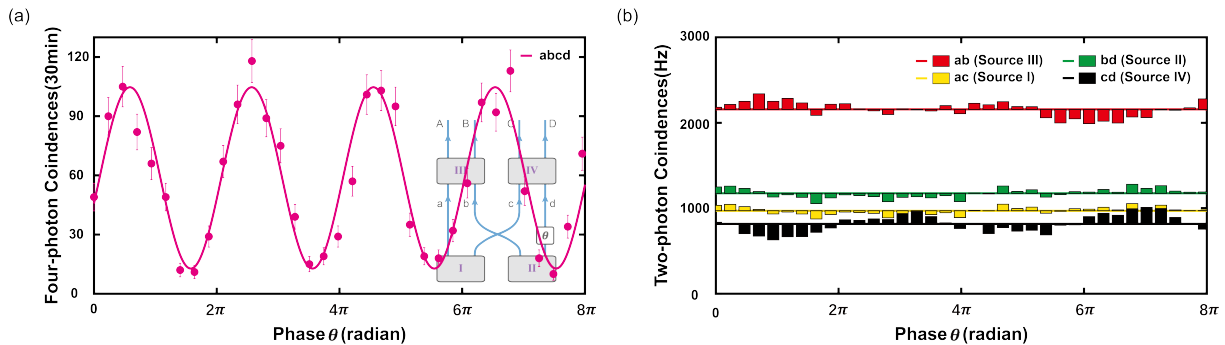 (a)
Four-photon Coindences(30min)
120
90
60
30
0
abcd
A B C D
III IV
a b c d
θ
I II
0 2π 4π 6π 8π
Phase θ (radian)
(b)
Two-photon Coindences(Hz)
3000
2000
1000
0
ab (Source III) bd (Source II)
ac (Source I) cd (Source IV)
0 2π 4π 6π 8π
Phase θ (radian)